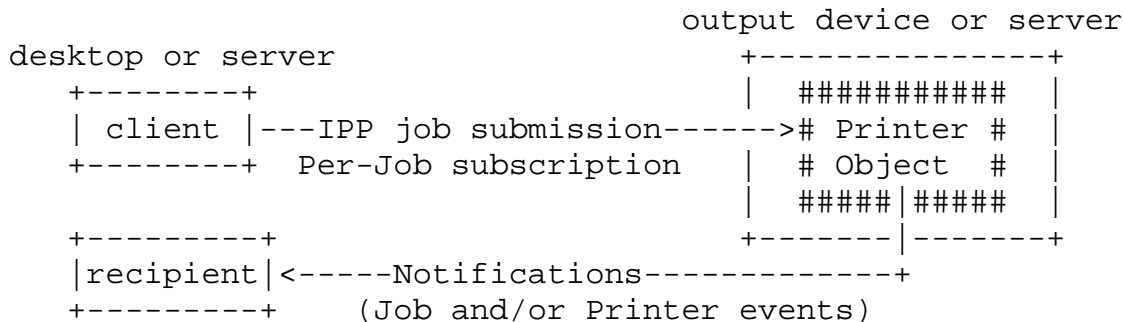 output device or server
desktop or server                          +---------------+
   +--------+                              |  ###########  |
   | client |---IPP job submission------># Printer #  |
   +--------+  Per-Job subscription    |  # Object  #  |
                                           |  #####|#####  |
   +---------+                             +-------|-------+
   |recipient|<-----Notifications-------------+
   +---------+    (Job and/or Printer events)